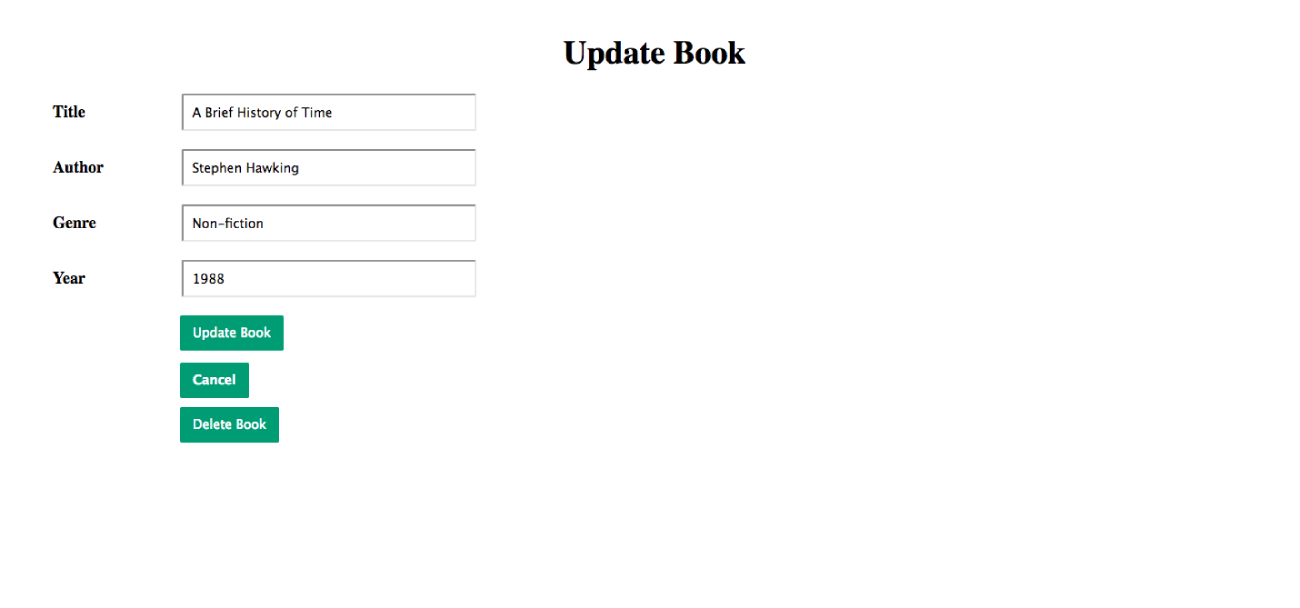 Update Book
Title A Brief History of Time
Author Stephen Hawking
Genre Non-fiction
Year 1988
Update Book
Cancel
Delete Book